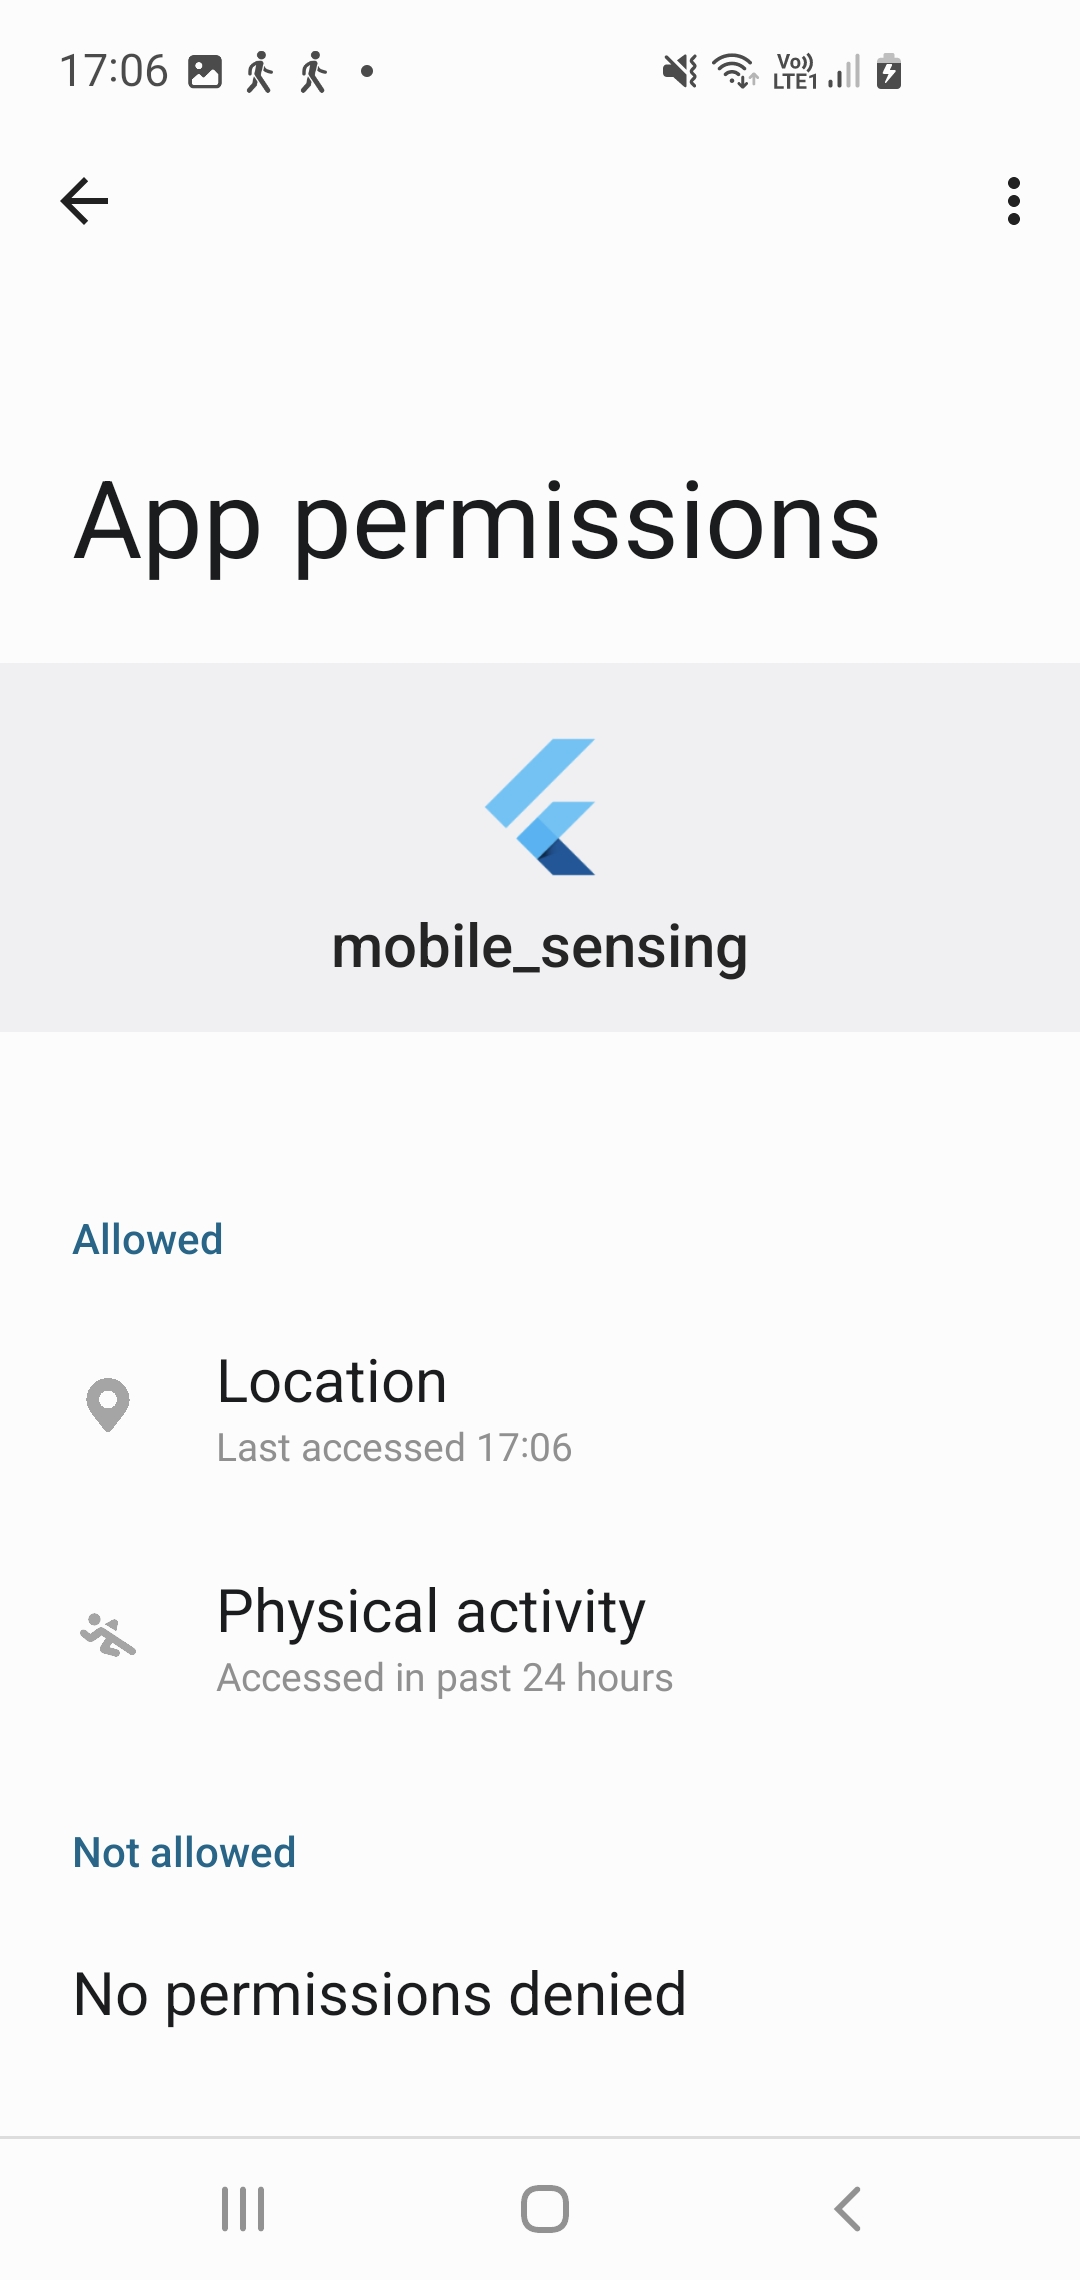 17:06
Vo))
LTE1
App permissions
mobile_sensing
Allowed
Location
Last accessed 17:06
Physical activity
Accessed in past 24 hours
Not allowed
No permissions denied